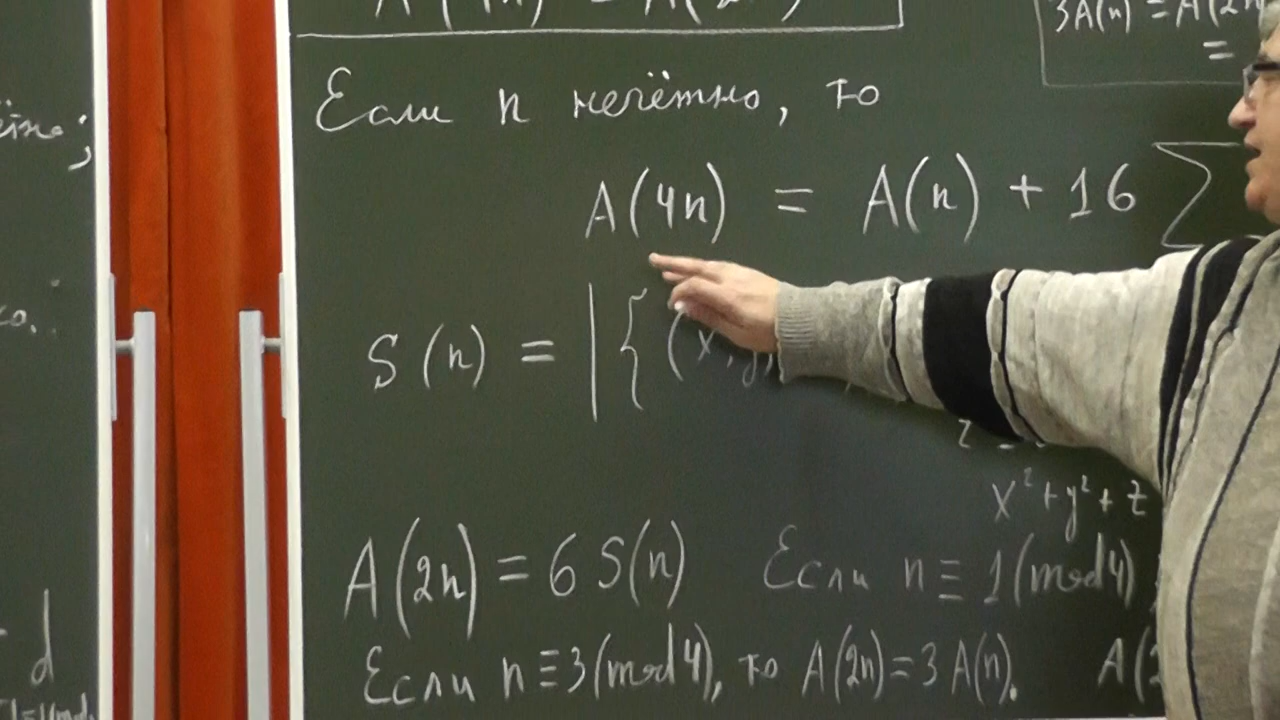 3A(n) = A(2n
=
Если n нечётно, то
A(4n) = A(n) + 16 ∑
S(n) = |{(x, y,
z
x² + y² + z
A(2n) = 6 S(n) Если n ≡ 1(mod 4)
Если n ≡ 3(mod 4), то A(2n) = 3 A(n). A(2
d